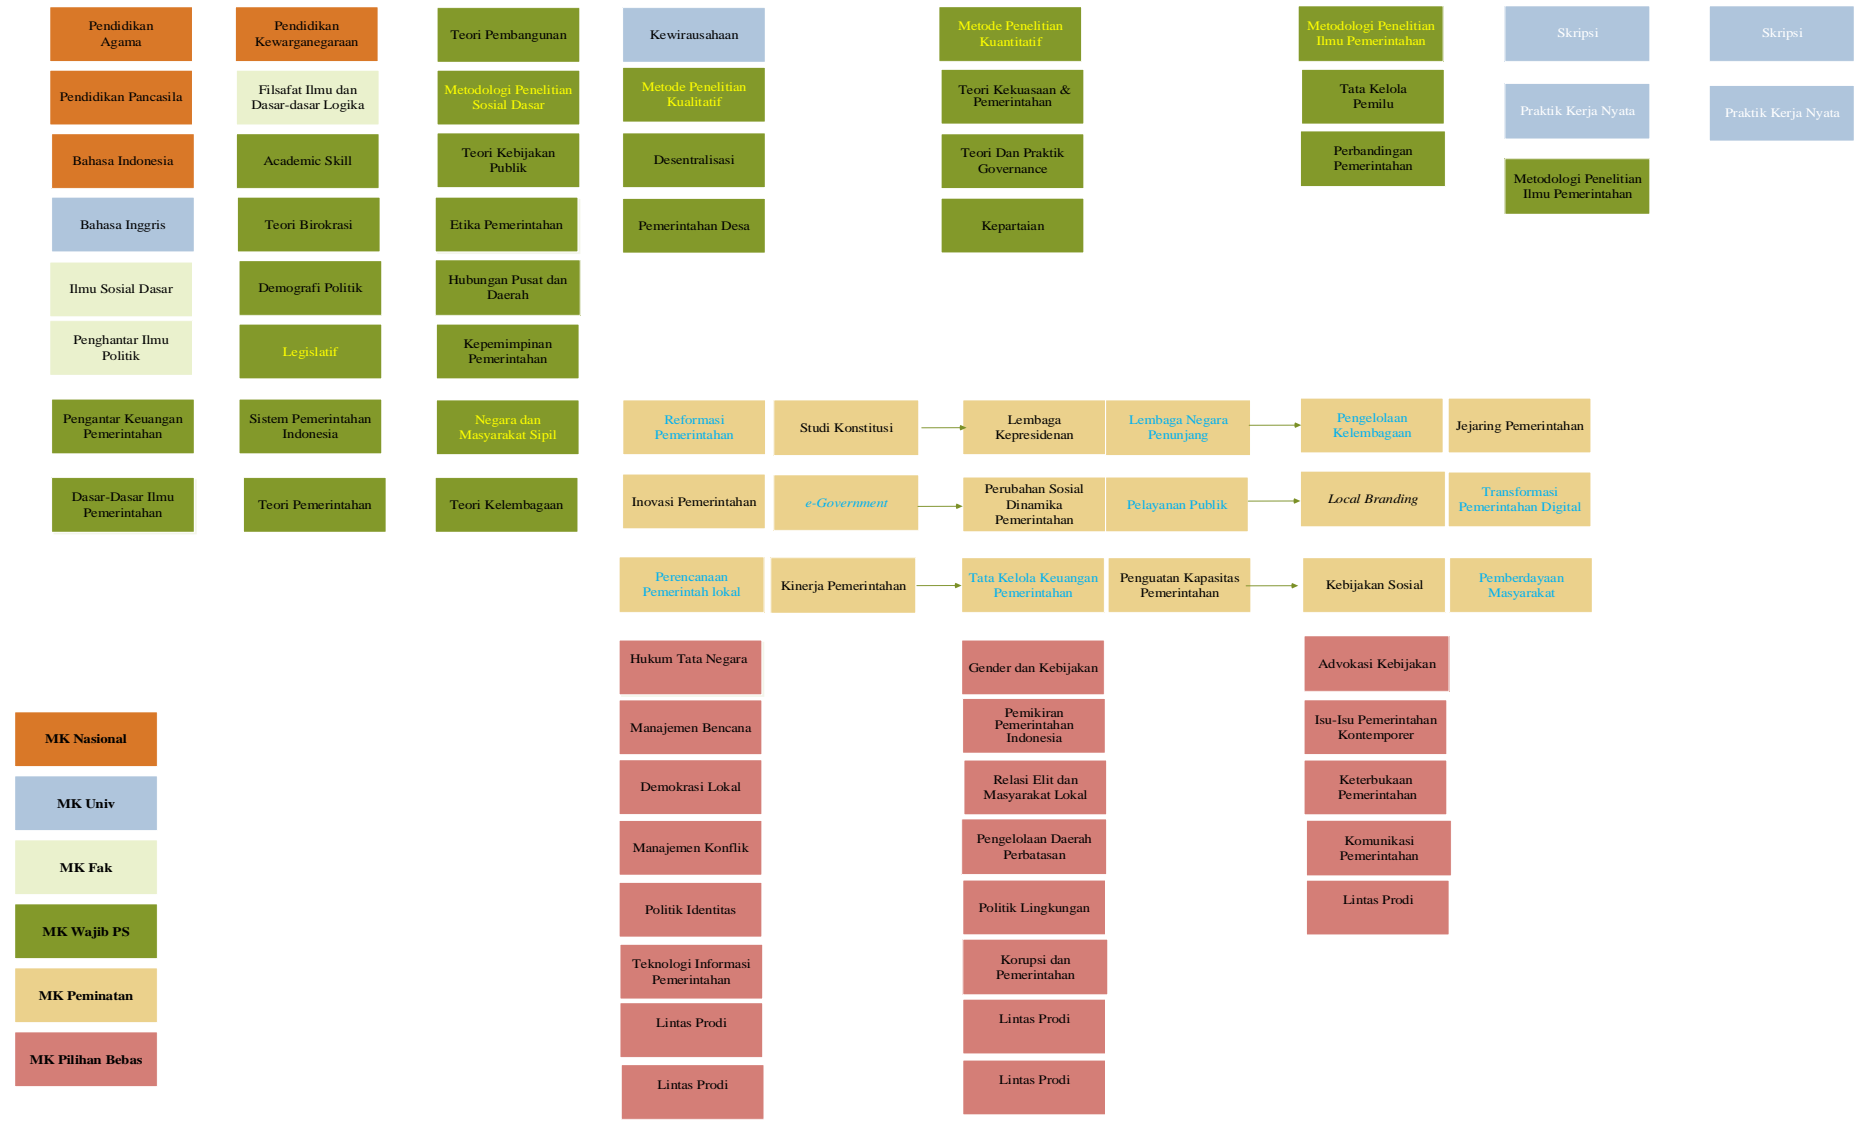 Pendidikan
Agama
Pendidikan Pancasila
Bahasa Indonesia
Bahasa Inggris
Ilmu Sosial Dasar
Penghantar Ilmu
Politik
Pengantar Keuangan
Pemerintahan
Dasar-Dasar Ilmu
Pemerintahan
Pendidikan
Kewarganegaraan
Filsafat Ilmu dan
Dasar-dasar Logika
Academic Skill
Teori Birokrasi
Demografi Politik
Legislatif
Sistem Pemerintahan
Indonesia
Teori Pemerintahan
Teori Pembangunan
Metodologi Penelitian
Sosial Dasar
Teori Kebijakan
Publik
Etika Pemerintahan
Hubungan Pusat dan
Daerah
Kepemimpinan
Pemerintahan
Negara dan
Masyarakat Sipil
Teori Kelembagaan
Kewirausahaan
Metode Penelitian
Kualitatif
Desentralisasi
Pemerintahan Desa
Metode Penelitian
Kuantitatif
Teori Kekuasaan &
Pemerintahan
Teori Dan Praktik
Governance
Kepartaian
Metodologi Penelitian
Ilmu Pemerintahan
Tata Kelola
Pemilu
Perbandingan
Pemerintahan
Skripsi
Praktik Kerja Nyata
Metodologi Penelitian
Ilmu Pemerintahan
Skripsi
Praktik Kerja Nyata
Reformasi
Pemerintahan
Studi Konstitusi
Lembaga
Kepresidenan
Lembaga Negara
Penunjang
Pengelolaan
Kelembagaan
Jejaring Pemerintahan
Inovasi Pemerintahan
e-Government
Perubahan Sosial
Dinamika
Pemerintahan
Pelayanan Publik
Local Branding
Transformasi
Pemerintahan Digital
Perencanaan
Pemerintah lokal
Kinerja Pemerintahan
Tata Kelola Keuangan
Pemerintahan
Penguatan Kapasitas
Pemerintahan
Kebijakan Sosial
Pemberdayaan
Masyarakat
Hukum Tata Negara
Manajemen Bencana
Demokrasi Lokal
Manajemen Konflik
Politik Identitas
Teknologi Informasi
Pemerintahan
Lintas Prodi
Lintas Prodi
Gender dan Kebijakan
Pemikiran
Pemerintahan
Indonesia
Relasi Elit dan
Masyarakat Lokal
Pengelolaan Daerah
Perbatasan
Politik Lingkungan
Korupsi dan
Pemerintahan
Lintas Prodi
Lintas Prodi
Advokasi Kebijakan
Isu-Isu Pemerintahan
Kontemporer
Keterbukaan
Pemerintahan
Komunikasi
Pemerintahan
Lintas Prodi
MK Nasional
MK Univ
MK Fak
MK Wajib PS
MK Peminatan
MK Pilihan Bebas